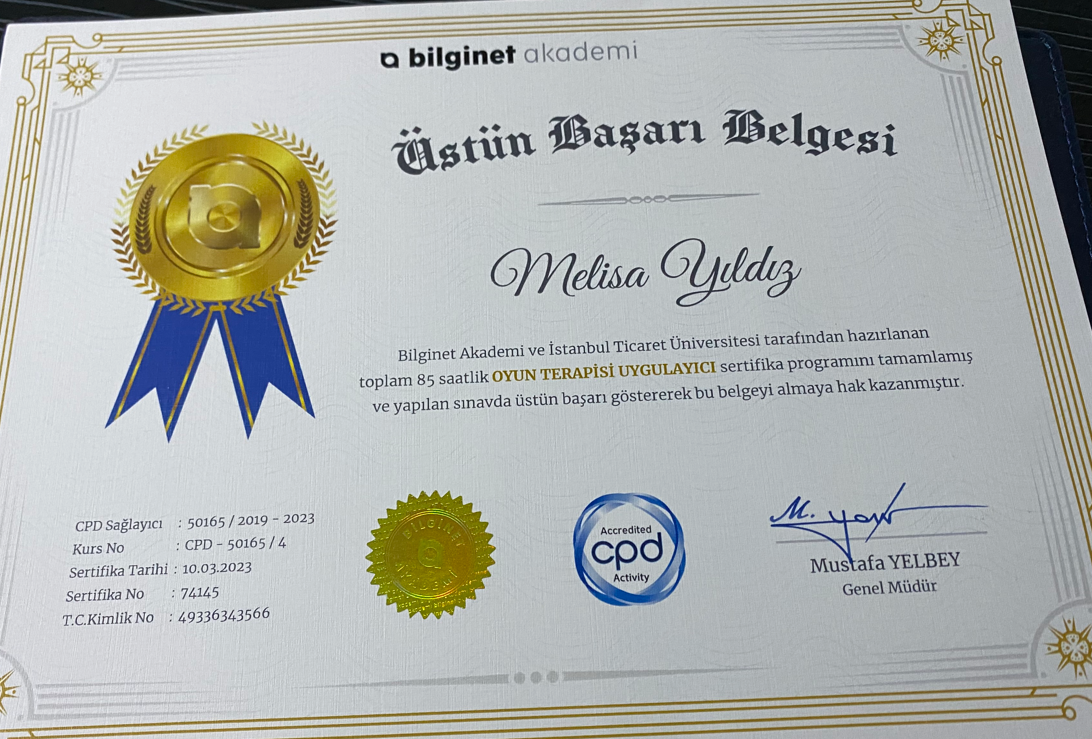 bilginet akademi
Üstün Başarı Belgesi
Melisa Yıldız
Bilginet Akademi ve İstanbul Ticaret Üniversitesi tarafından hazırlanan
toplam 85 saatlik OYUN TERAPİSİ UYGULAYICI sertifika programını tamamlamış
ve yapılan sınavda üstün başarı göstererek bu belgeyi almaya hak kazanmıştır.
CPD Sağlayıcı : 50165 / 2019 - 2023
Kurs No : CPD - 50165 / 4
Sertifika Tarihi : 10.03.2023
Sertifika No : 74145
T.C.Kimlik No : 49336343566
BİLGİNET
Accredited
cpd
Activity
Mustafa YELBEY
Genel Müdür